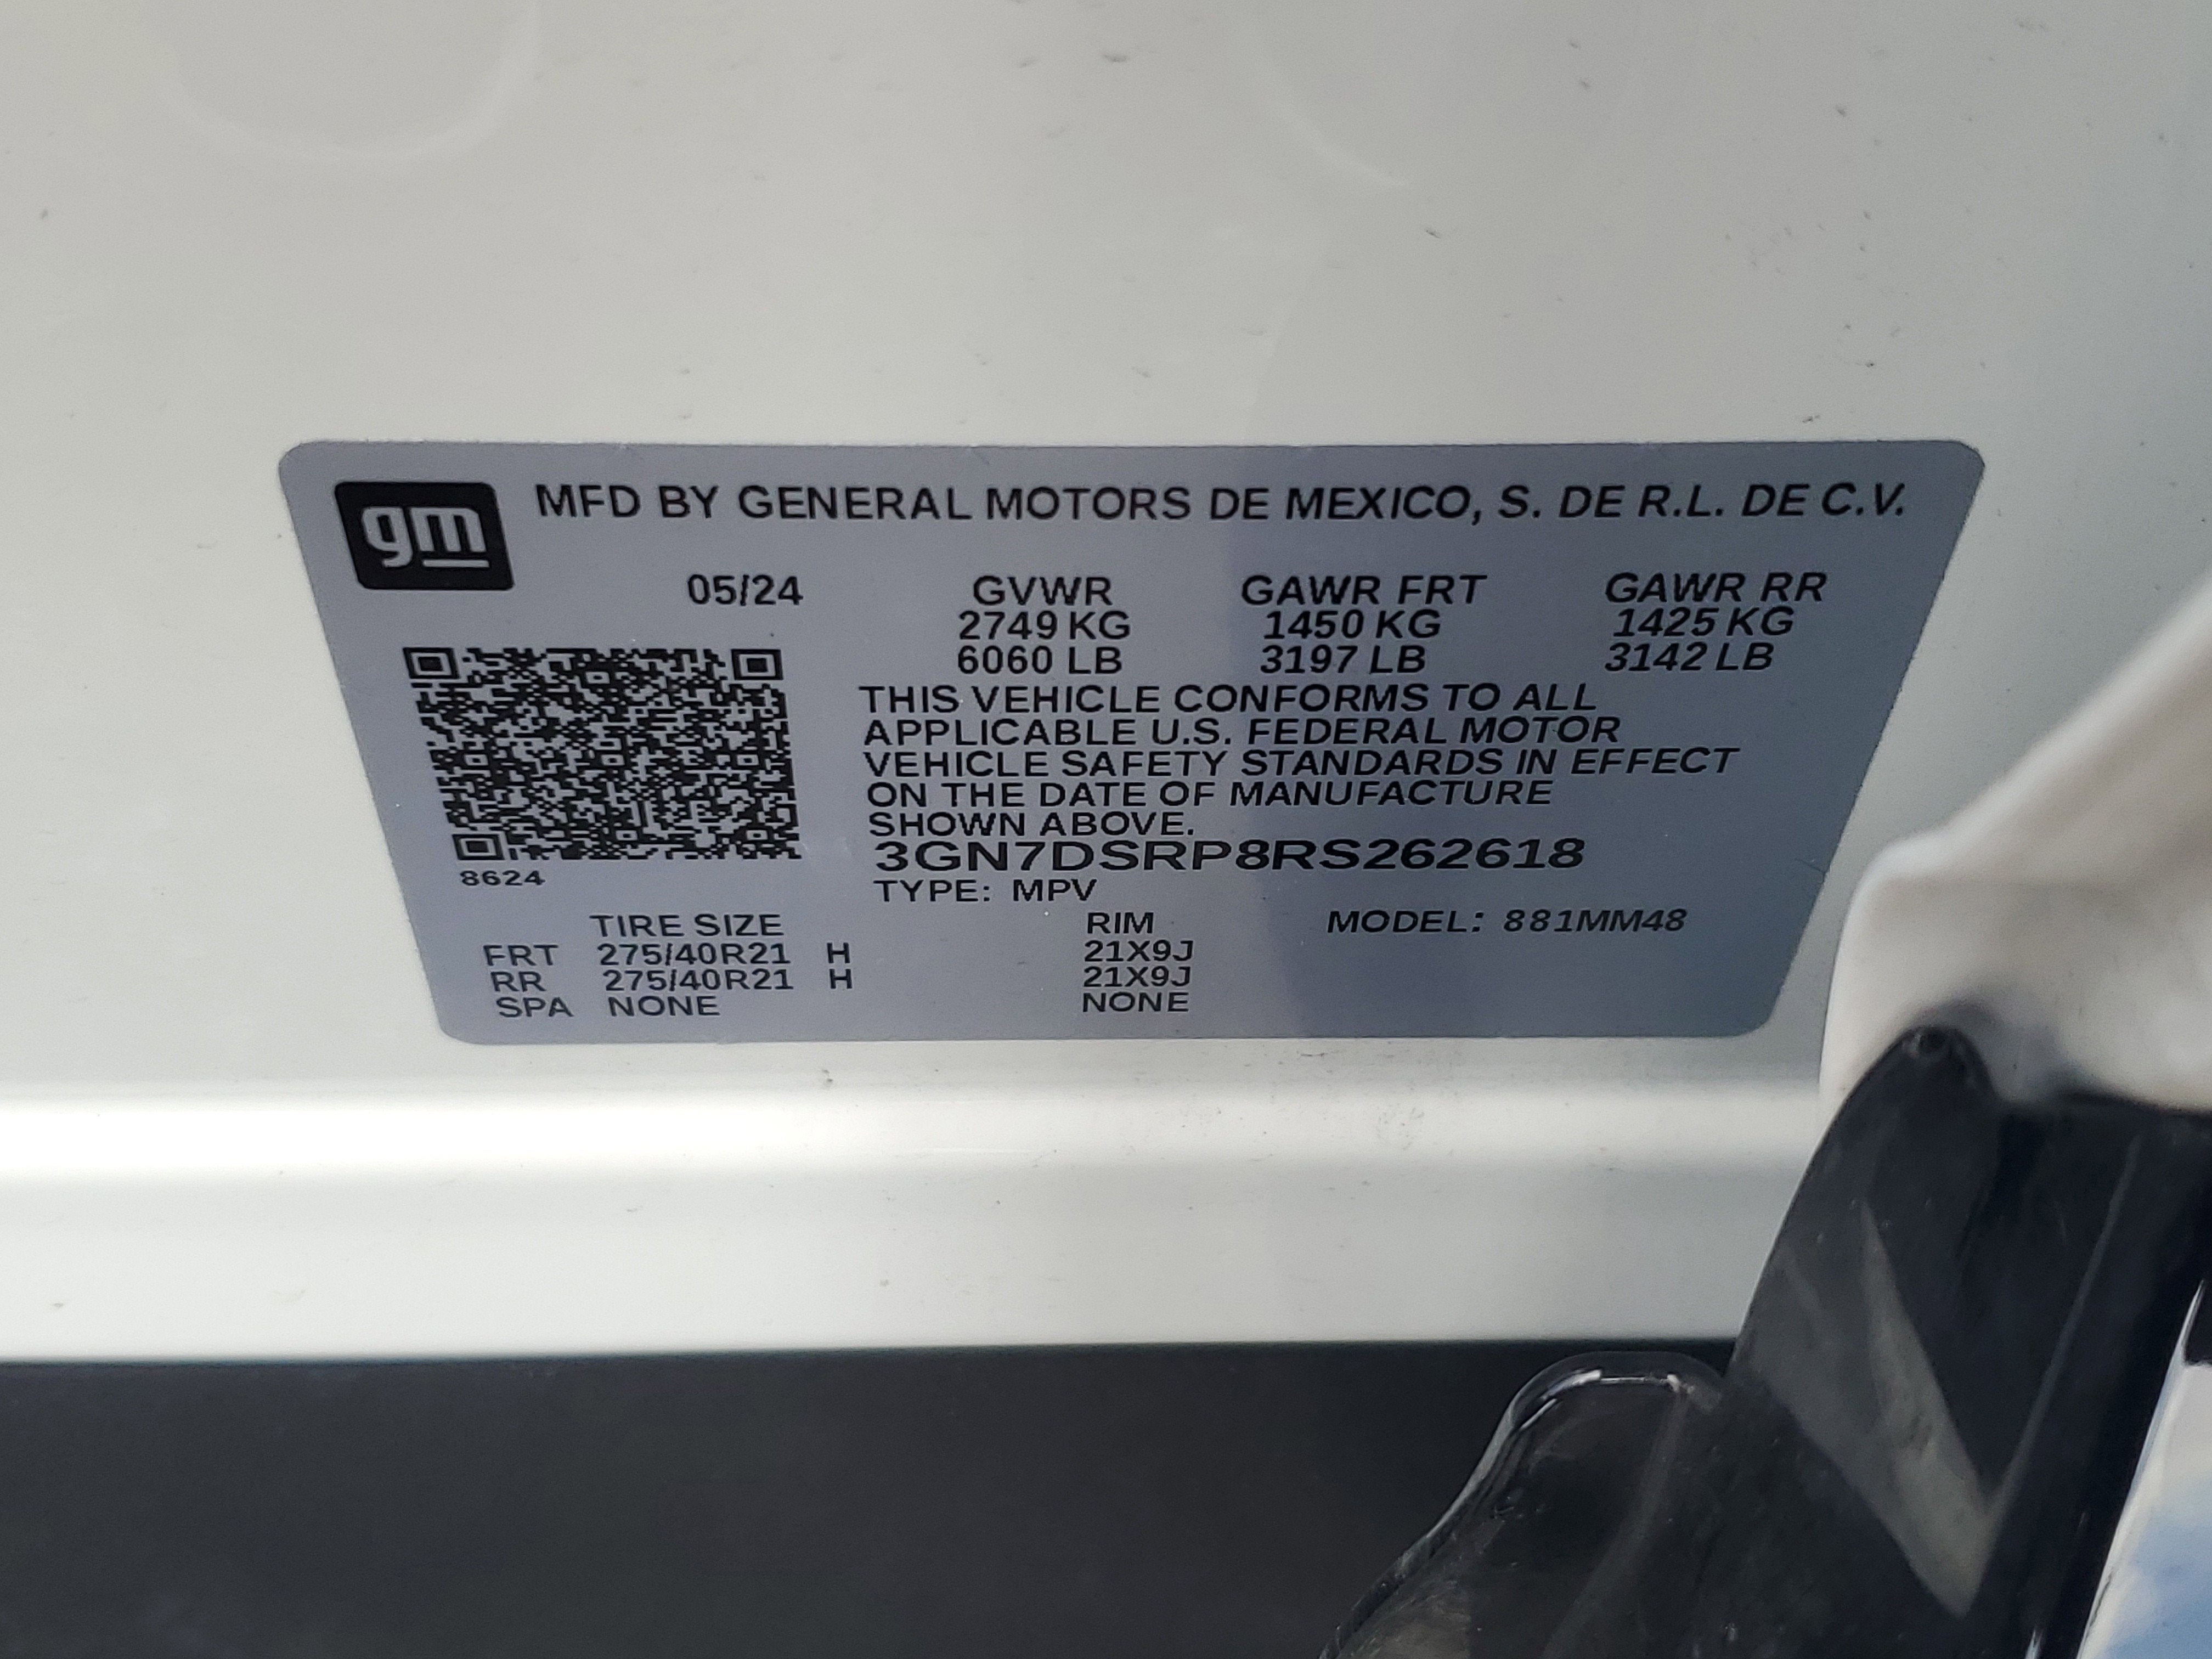 gm
MFD BY GENERAL MOTORS DE MEXICO, S. DE R.L. DE C.V.
05/24 GVWR GAWR FRT GAWR RR
2749 KG 1450 KG 1425 KG
6060 LB 3197 LB 3142 LB
THIS VEHICLE CONFORMS TO ALL
APPLICABLE U.S. FEDERAL MOTOR
VEHICLE SAFETY STANDARDS IN EFFECT
ON THE DATE OF MANUFACTURE
SHOWN ABOVE.
3GN7DSRP8RS262618
8624
TYPE: MPV
TIRE SIZE RIM MODEL: 881MM48
FRT 275/40R21 H 21X9J
RR 275/40R21 H 21X9J
SPA NONE NONE